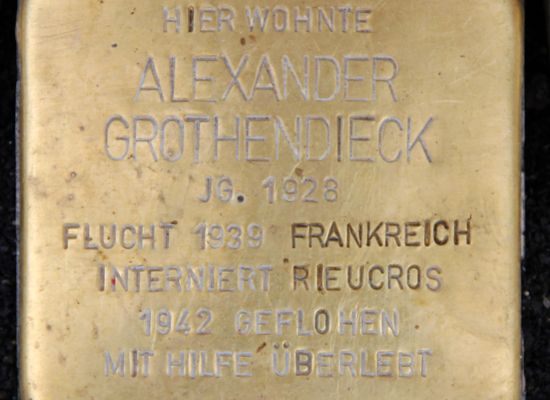 HIER WOHNTE
ALEXANDER
GROTHENDIECK
JG. 1928
FLUCHT 1939 FRANKREICH
INTERNIERT RIEUCROS
1942 GEFLOHEN
MIT HILFE ÜBERLEBT